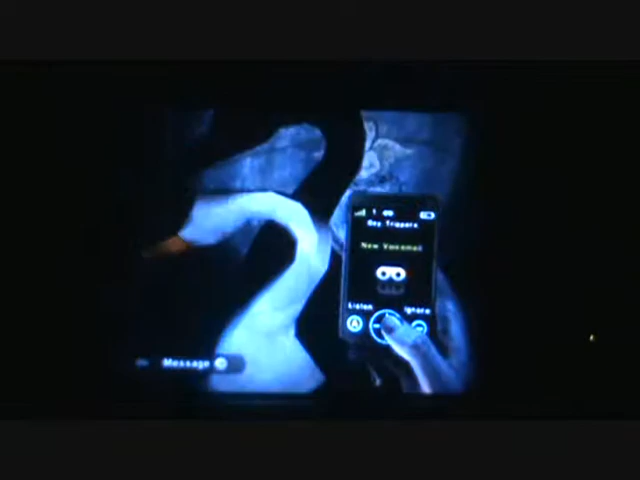 Day Trippers
New Voicemail
Listen
Ignore
Message